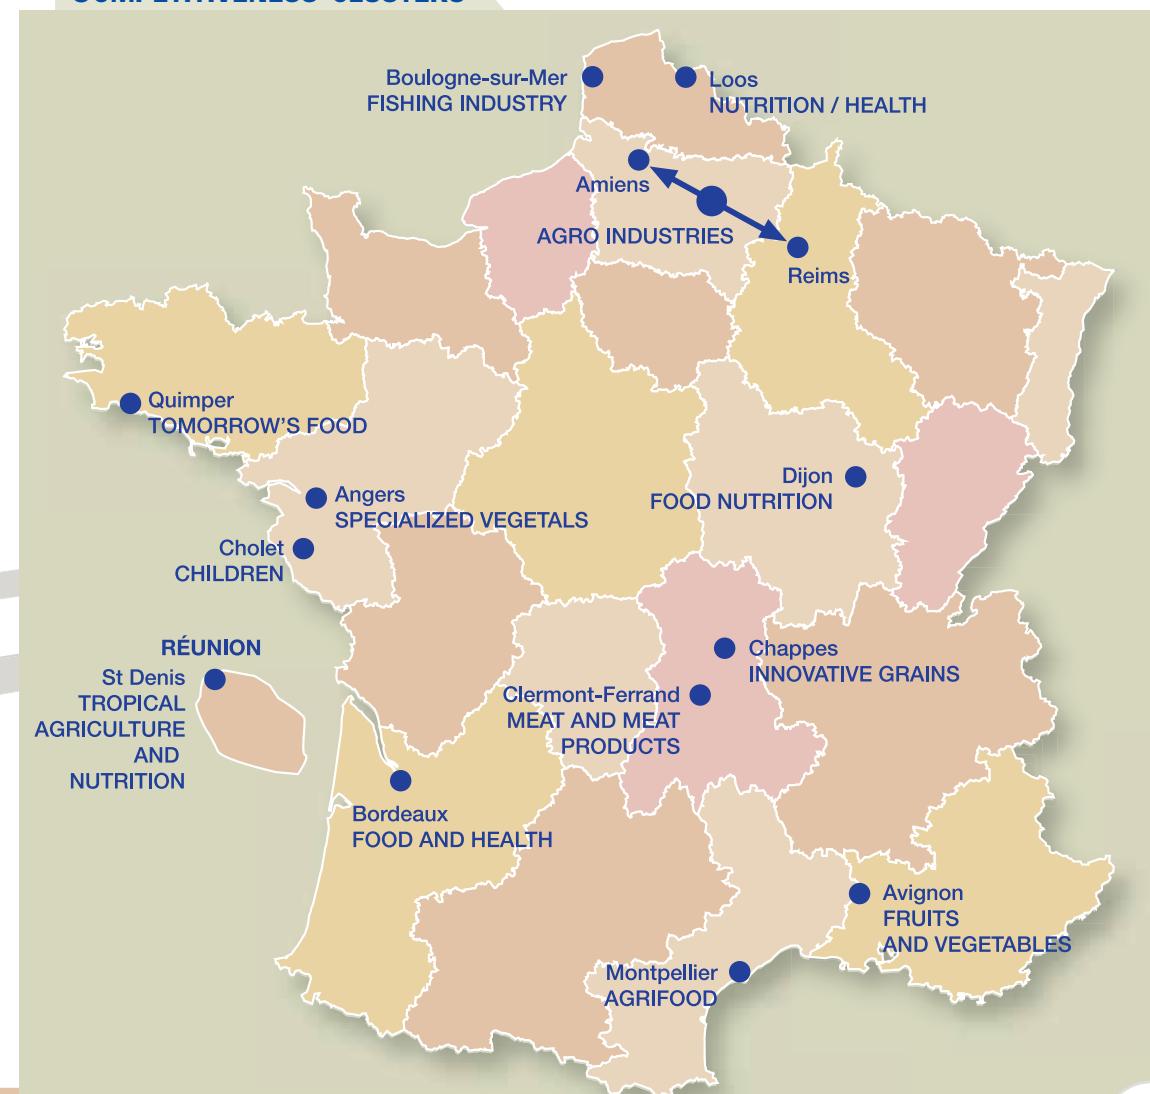 COMPETITIVENESS CLUSTERS
Boulogne-sur-Mer
FISHING INDUSTRY
Loos
NUTRITION / HEALTH
Amiens
AGRO INDUSTRIES
Reims
Quimper
TOMORROW'S FOOD
Angers
SPECIALIZED VEGETALS
Cholet
CHILDREN
Dijon
FOOD NUTRITION
RÉUNION
St Denis
TROPICAL
AGRICULTURE
AND
NUTRITION
Chappes
INNOVATIVE GRAINS
Clermont-Ferrand
MEAT AND MEAT
PRODUCTS
Bordeaux
FOOD AND HEALTH
Avignon
FRUITS
AND VEGETABLES
Montpellier
AGRIFOOD